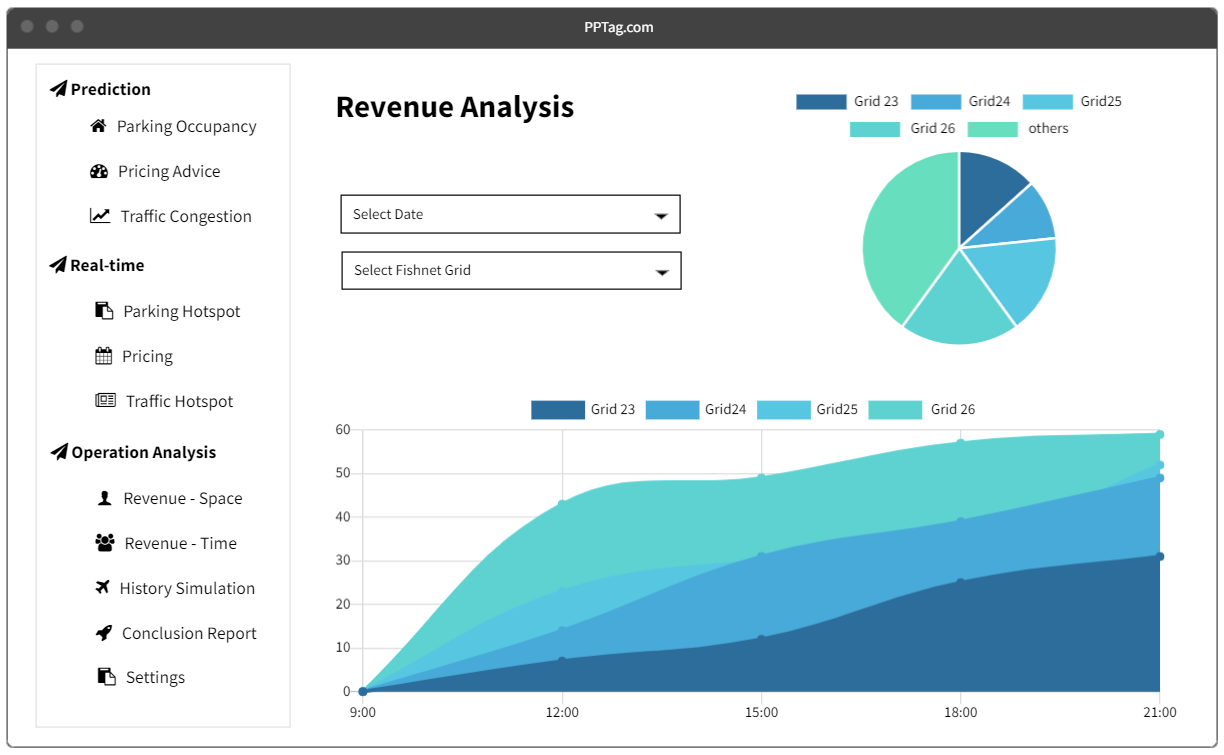 PPTag.com
Prediction
Parking Occupancy
Pricing Advice
Traffic Congestion
Real-time
Parking Hotspot
Pricing
Traffic Hotspot
Operation Analysis
Revenue - Space
Revenue - Time
History Simulation
Conclusion Report
Settings
Revenue Analysis
Select Date
Select Fishnet Grid
Grid 23 Grid24 Grid25
Grid 26 others
Grid 23 Grid24 Grid25 Grid 26
60
50
40
30
20
10
0
9:00 12:00 15:00 18:00 21:00